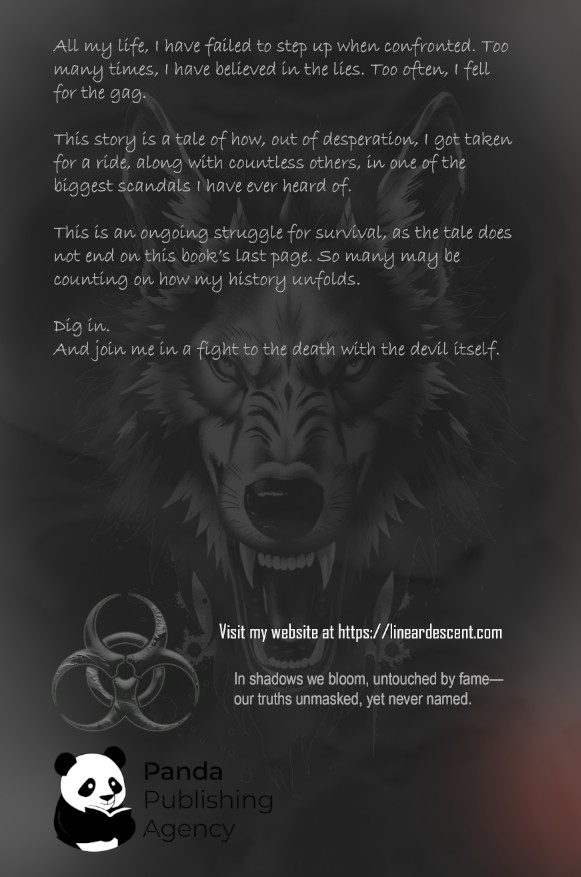 All my life, I have failed to step up when confronted. Too
many times, I have believed in the lies. Too often, I fell
for the gag.
This story is a tale of how, out of desperation, I got taken
for a ride, along with countless others, in one of the
biggest scandals I have ever heard of.
This is an ongoing struggle for survival, as the tale does
not end on this book's last page. So many may be
counting on how my history unfolds.
Dig in.
And join me in a fight to the death with the devil itself.
Visit my website at https://lineardescent.com
In shadows we bloom, untouched by fame—
our truths unmasked, yet never named.
Panda
Publishing
Agency